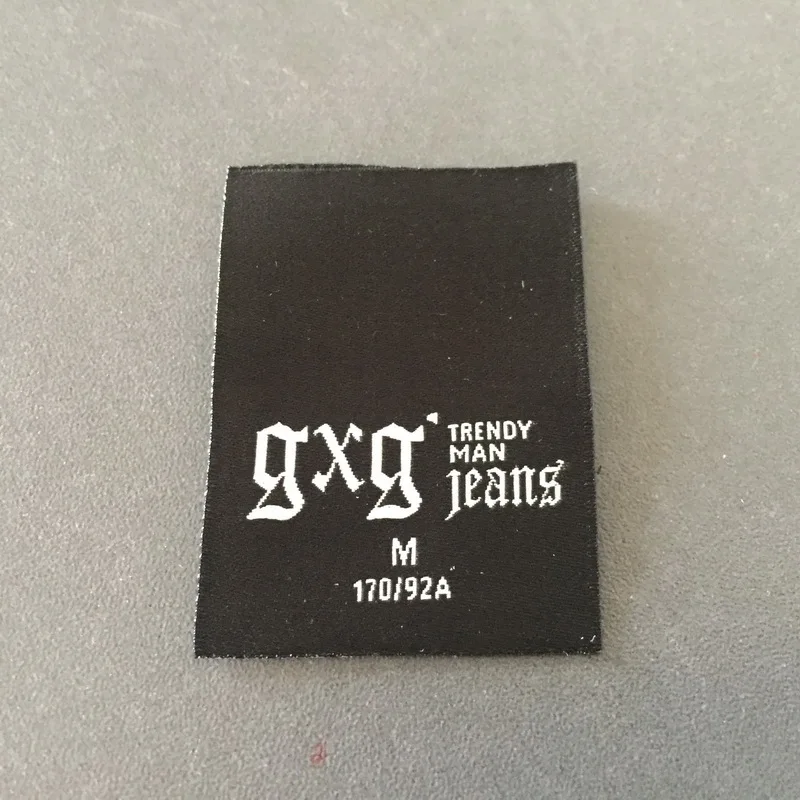 gxg' TRENDY
MAN
jeans
M
170/92A